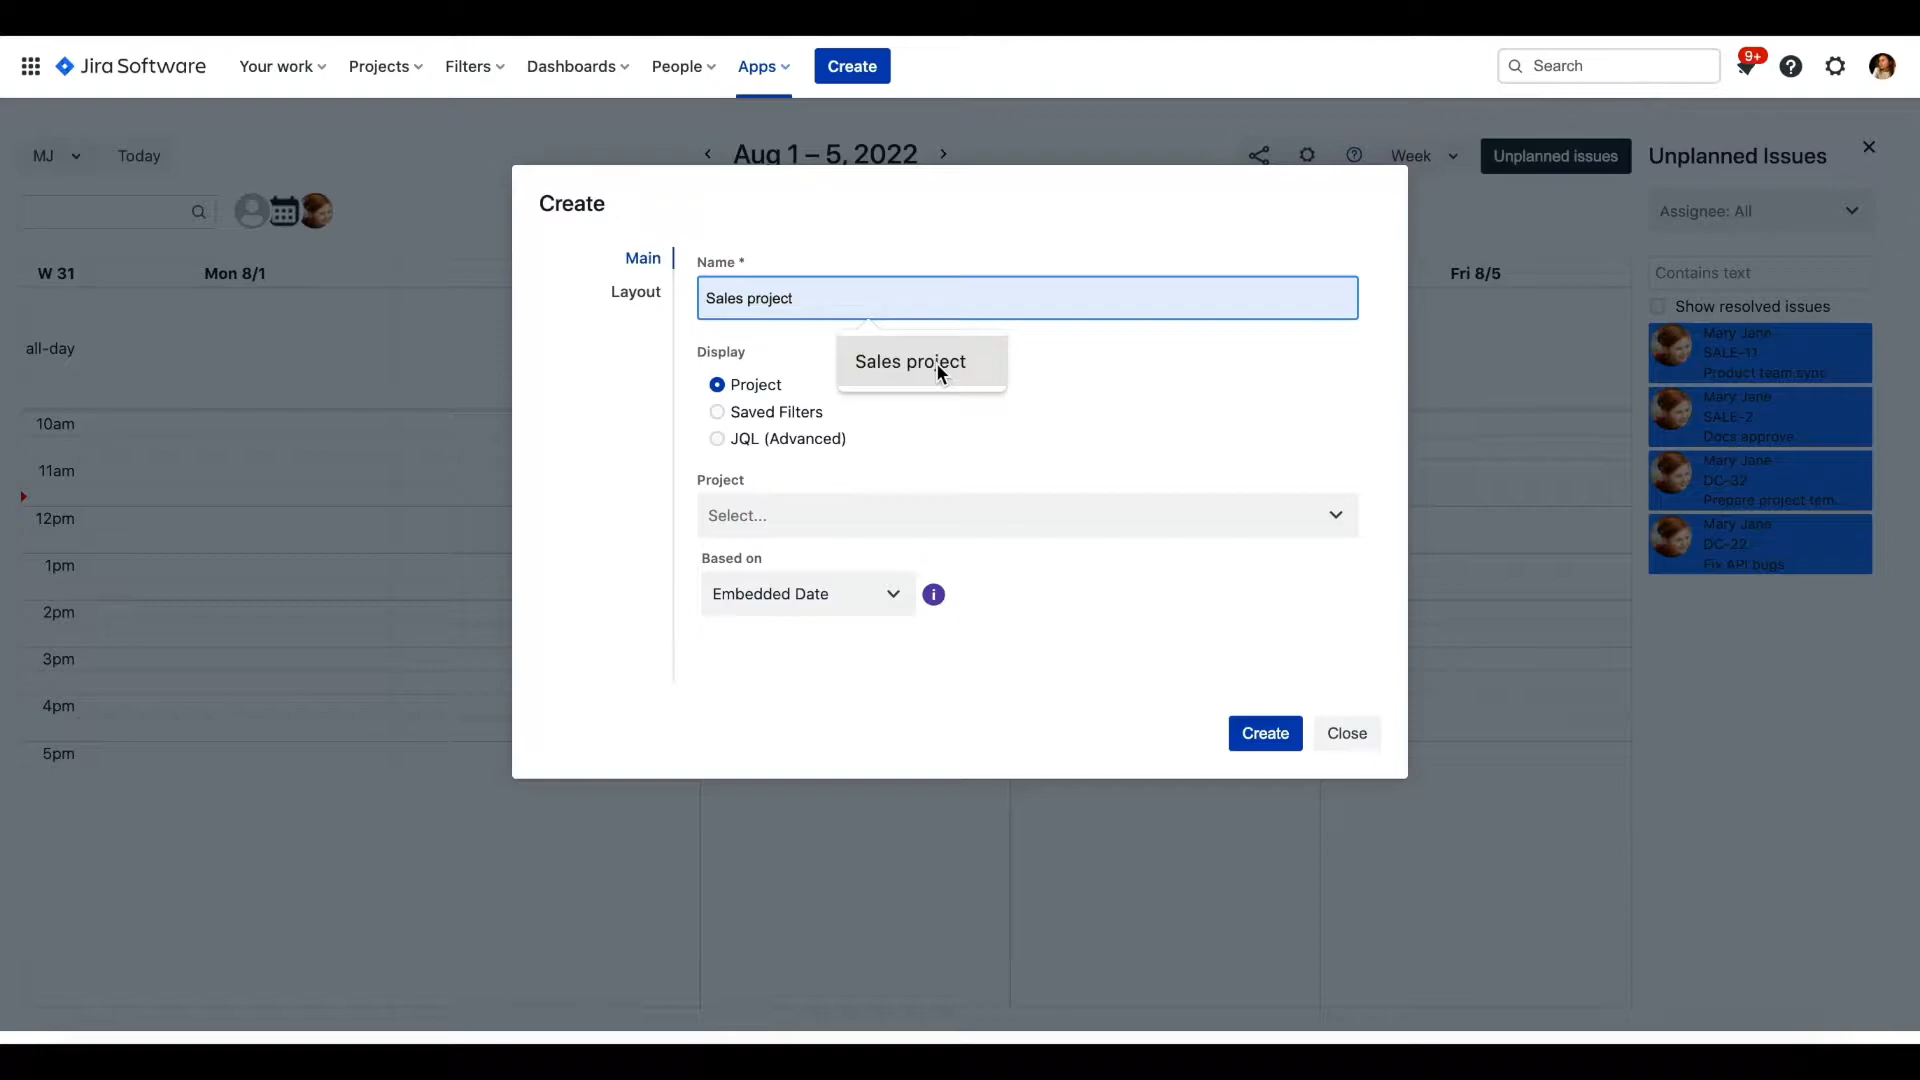 Jira Software
Your work
Projects
Filters
Dashboards
People
Apps
Create
Search
9+
MJ
Today
Aug 1 – 5, 2022
Week
Unplanned issues
Unplanned Issues
Assignee: All
W 31
Mon 8/1
Fri 8/5
Contains text
Show resolved issues
all-day
10am
11am
12pm
1pm
2pm
3pm
4pm
5pm
Mary Jane
SALE-11
Product team sync
Mary Jane
SALE-2
Docs approve
Mary Jane
DC-32
Prepare project tem...
Mary Jane
DC-22
Fix API bugs
Create
Main
Layout
Name *
Sales project
Sales project
Display
Project
Saved Filters
JQL (Advanced)
Project
Select...
Based on
Embedded Date
i
Create
Close